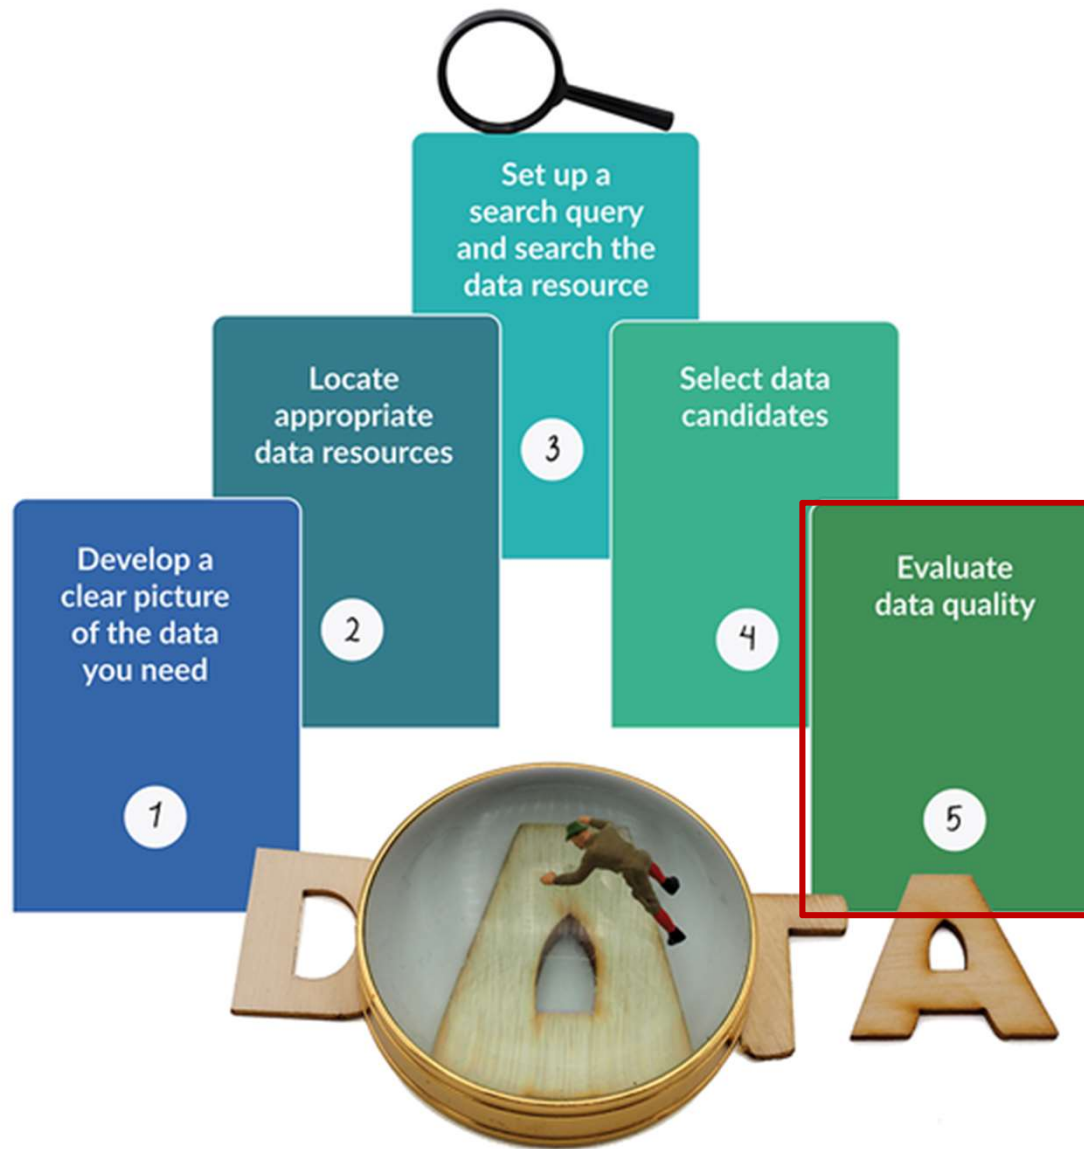 Develop a
clear picture
of the data
you need
1
Locate
appropriate
data resources
2
Set up a
search query
and search the
data resource
3
Select data
candidates
4
Evaluate
data quality
5
DATA